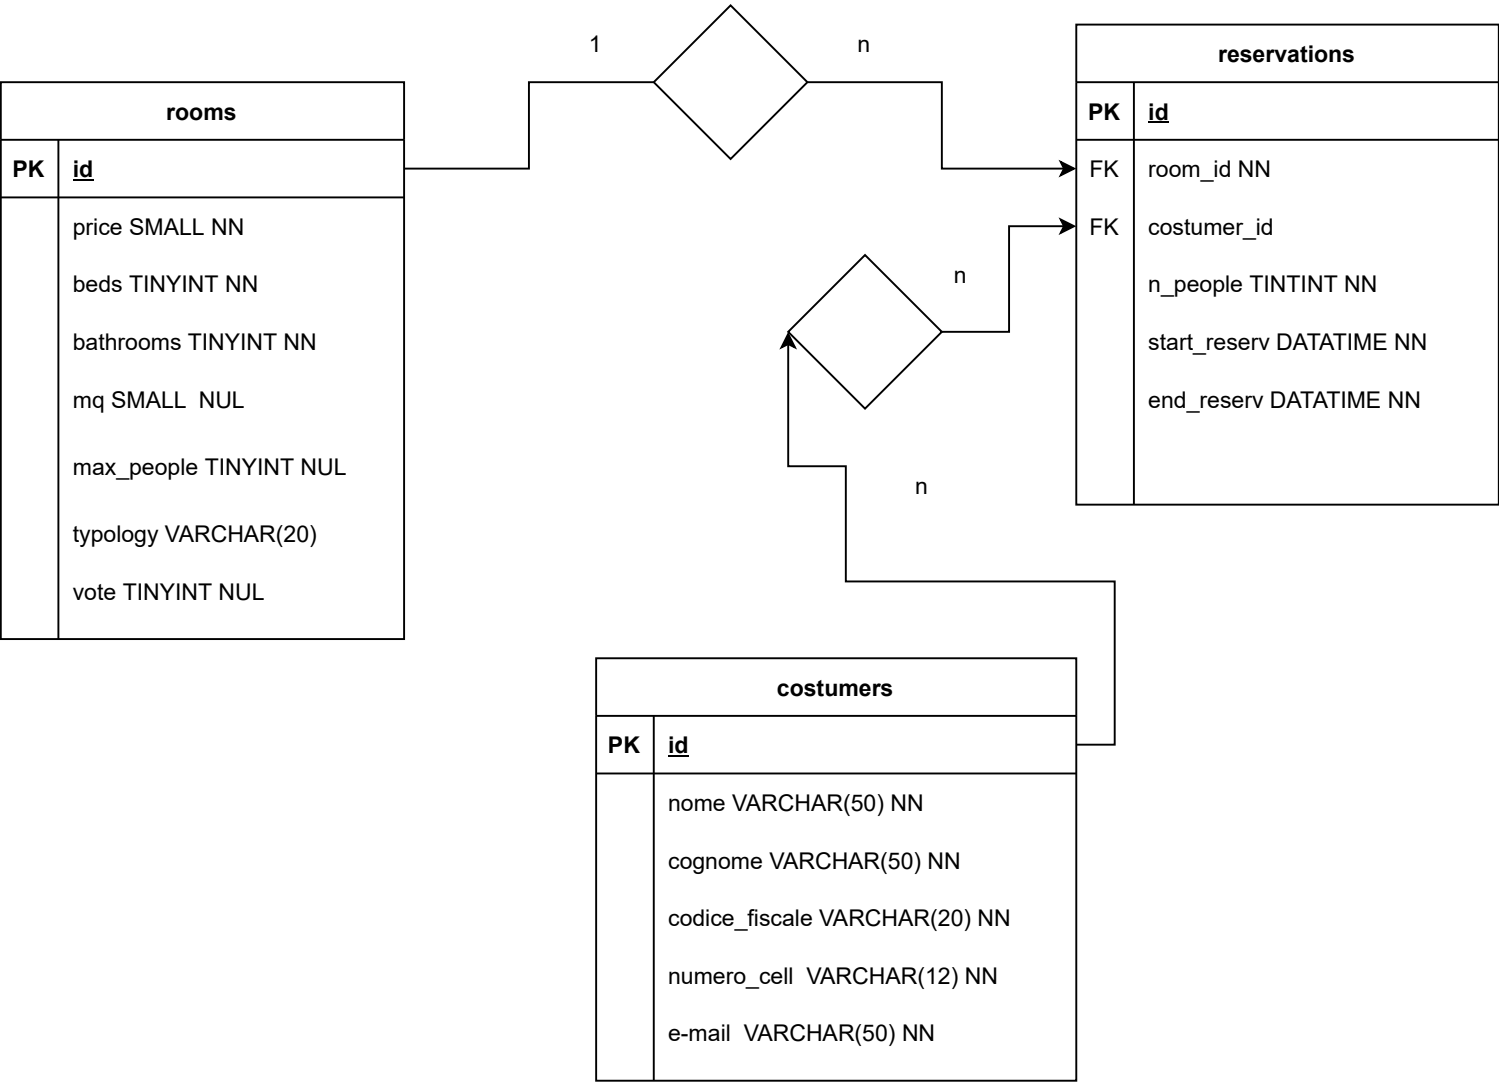 1
n
rooms
PK id
price SMALL NN
beds TINYINT NN
bathrooms TINYINT NN
mq SMALL  NUL
max_people TINYINT NUL
typology VARCHAR(20)
vote TINYINT NUL
reservations
PK id
FK room_id NN
FK costumer_id
n_people TINTINT NN
start_reserv DATATIME NN
end_reserv DATATIME NN
n
n
costumers
PK id
nome VARCHAR(50) NN
cognome VARCHAR(50) NN
codice_fiscale VARCHAR(20) NN
numero_cell  VARCHAR(12) NN
e-mail  VARCHAR(50) NN